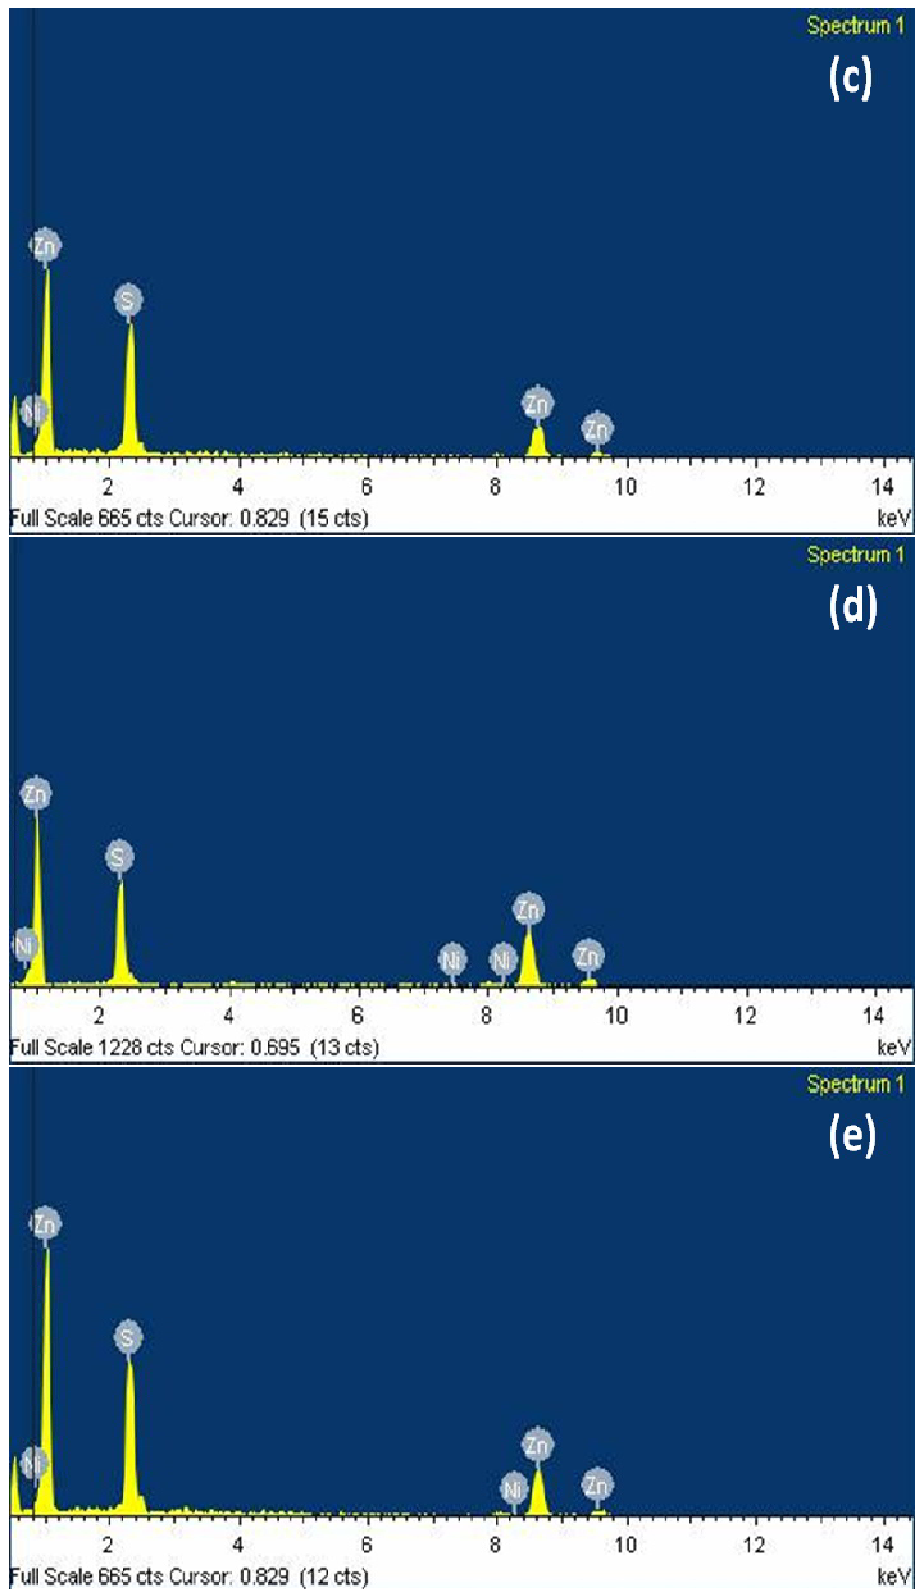 Spectrum 1
(c)
Zn
S
Ni
Zn
Zn
2 4 6 8 10 12 14
Full Scale 665 cts Cursor: 0.829 (15 cts) keV
Spectrum 1
(d)
Zn
S
Zn
Ni Ni Ni Zn
2 4 6 8 10 12 14
Full Scale 1228 cts Cursor: 0.695 (13 cts) keV
Spectrum 1
(e)
Zn
S
Zn
Ni Ni Zn
2 4 6 8 10 12 14
Full Scale 665 cts Cursor: 0.829 (12 cts) keV